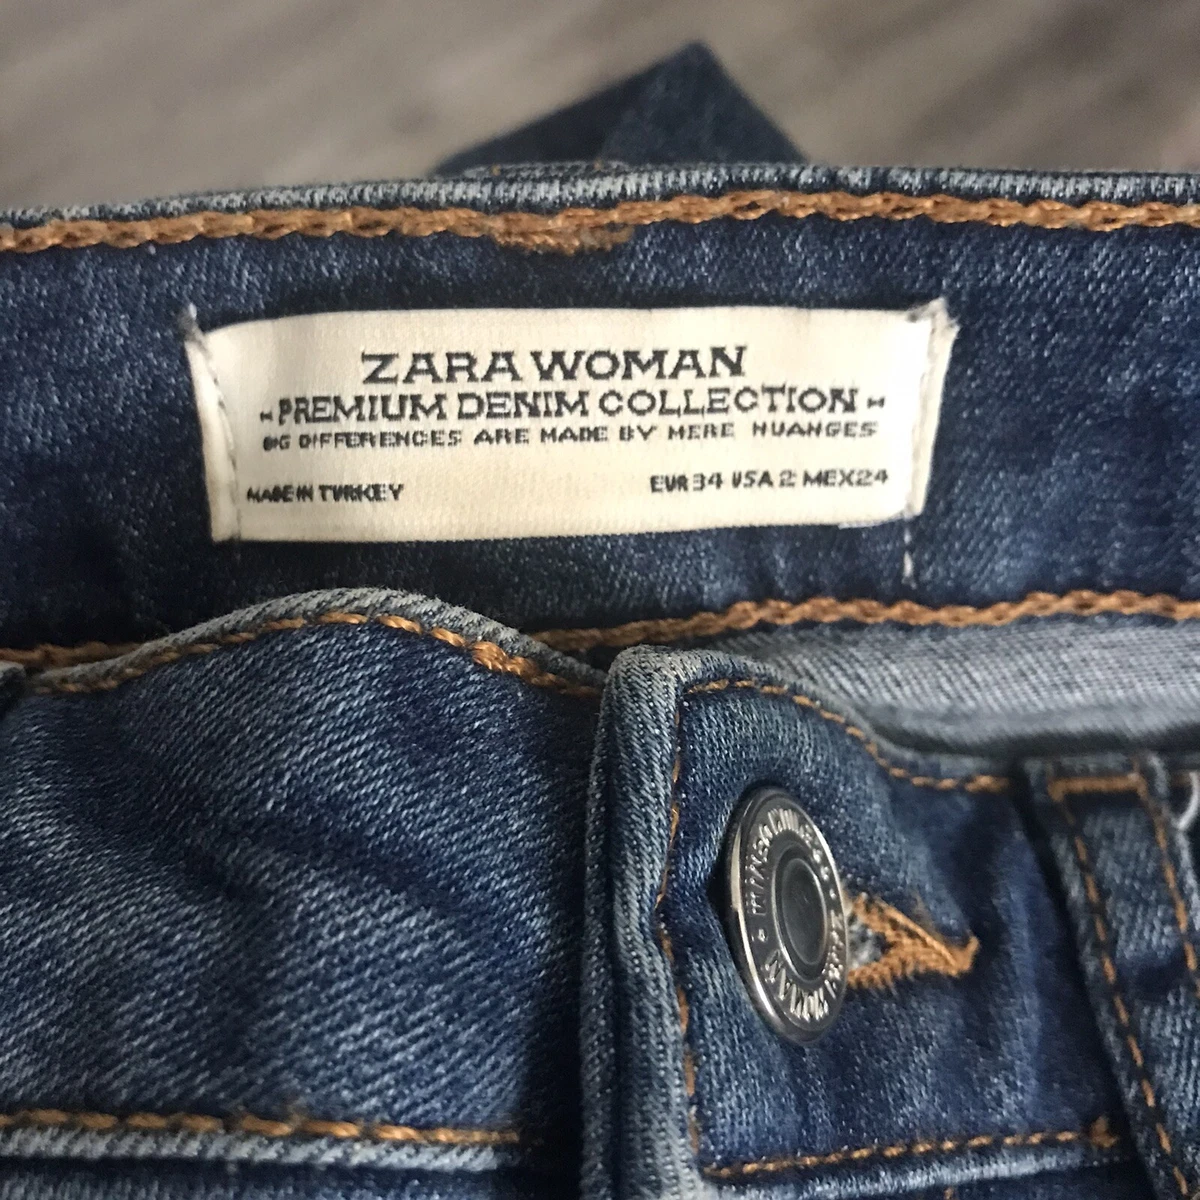 ZARA WOMAN
PREMIUM DENIM COLLECTION
BIG DIFFERENCES ARE MADE BY MERE NUANCES
MADE IN TURKEY
EUR 34 USA 2 MEX24
WOMAN